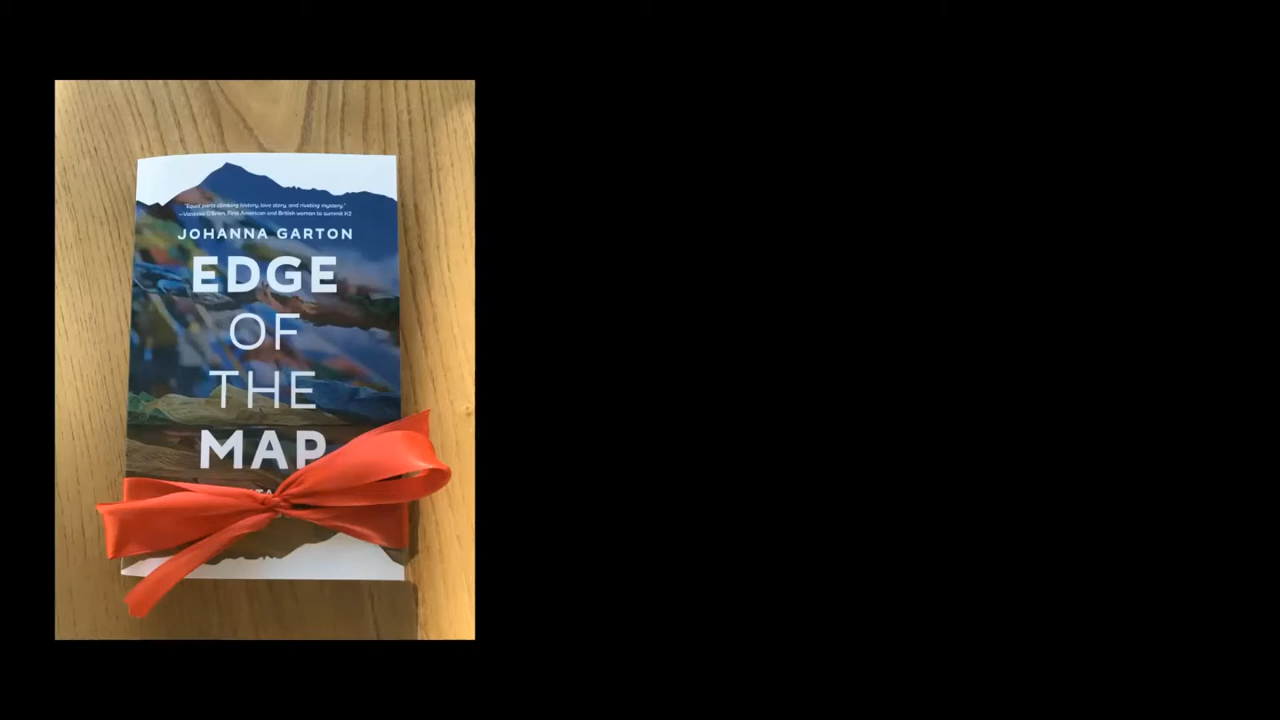 "Equal parts climbing history, love story, and riveting mystery."
—Vanessa O'Brien, First American and British woman to summit K2
JOHANNA GARTON
EDGE
OF
THE
MAP